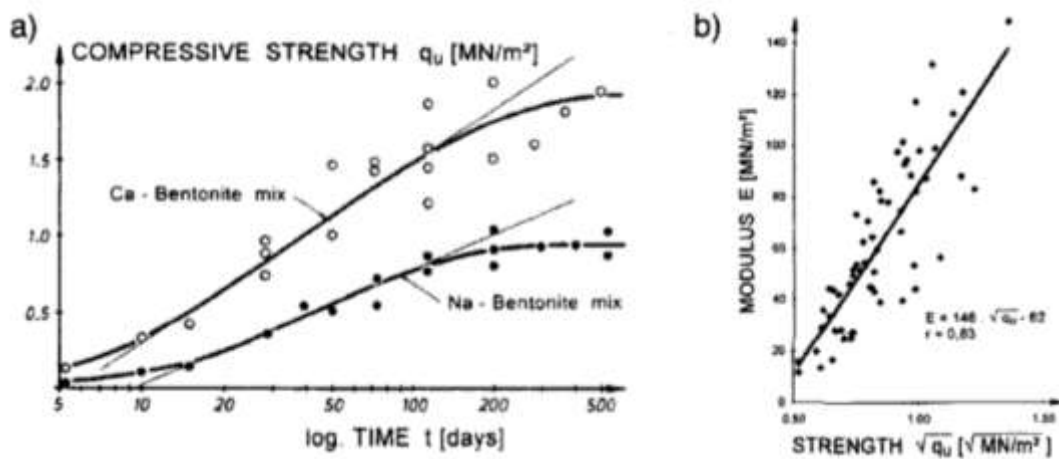 a)
COMPRESSIVE STRENGTH qᵤ [MN/m²]
2.0
1.5
1.0
0.5
Ca - Bentonite mix
Na - Bentonite mix
5 10 20 50 100 200 500
log. TIME t [days]
b)
MODULUS E [MN/m²]
140
120
100
80
60
40
20
0
E = 146 . √qᵤ - 62
r = 0,83
0.50 1.00 1.50
STRENGTH √qᵤ [√MN/m²]